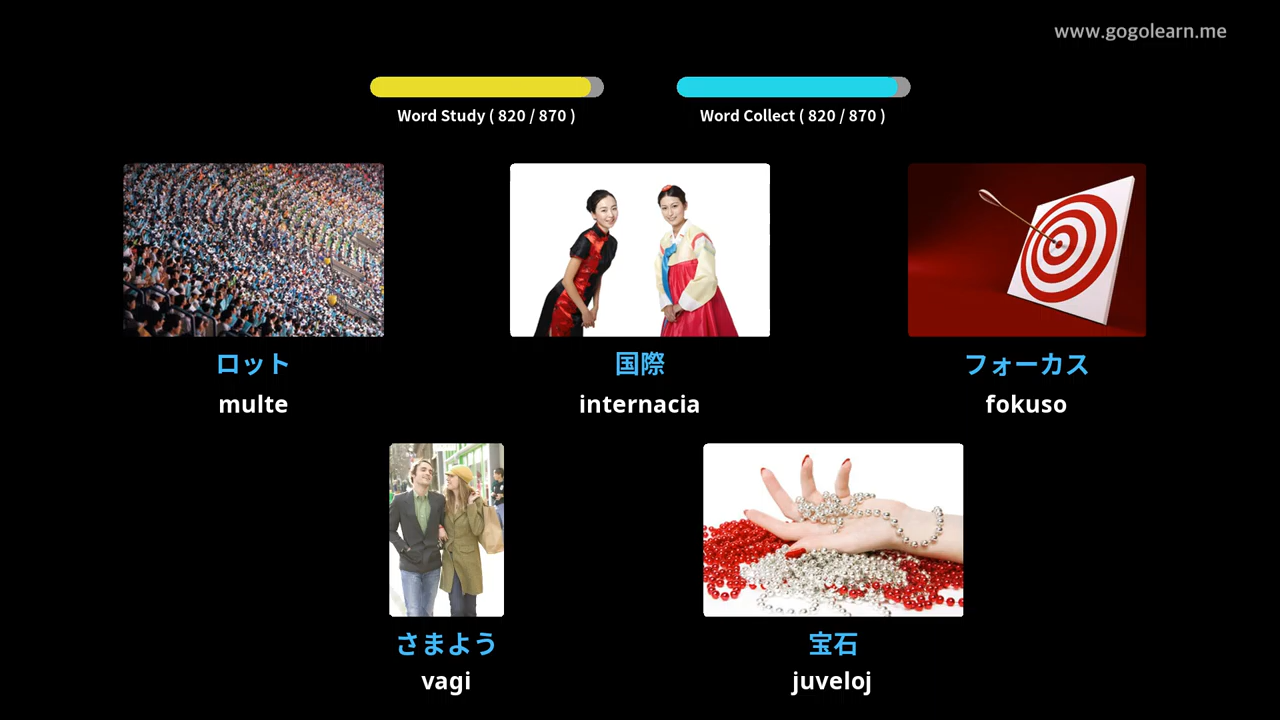 www.gogolearn.me
Word Study ( 820 / 870 )
Word Collect ( 820 / 870 )
ロット
国際
フォーカス
multe
internacia
fokuso
さまよう
宝石
vagi
juveloj